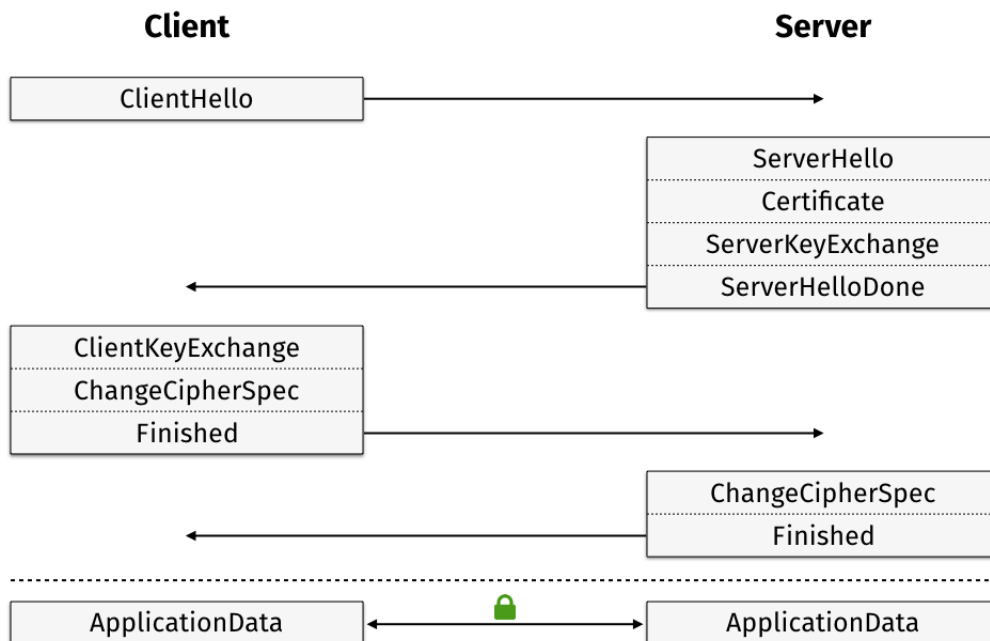 Client
Server
ClientHello
ServerHello
Certificate
ServerKeyExchange
ServerHelloDone
ClientKeyExchange
ChangeCipherSpec
Finished
ChangeCipherSpec
Finished
ApplicationData
ApplicationData